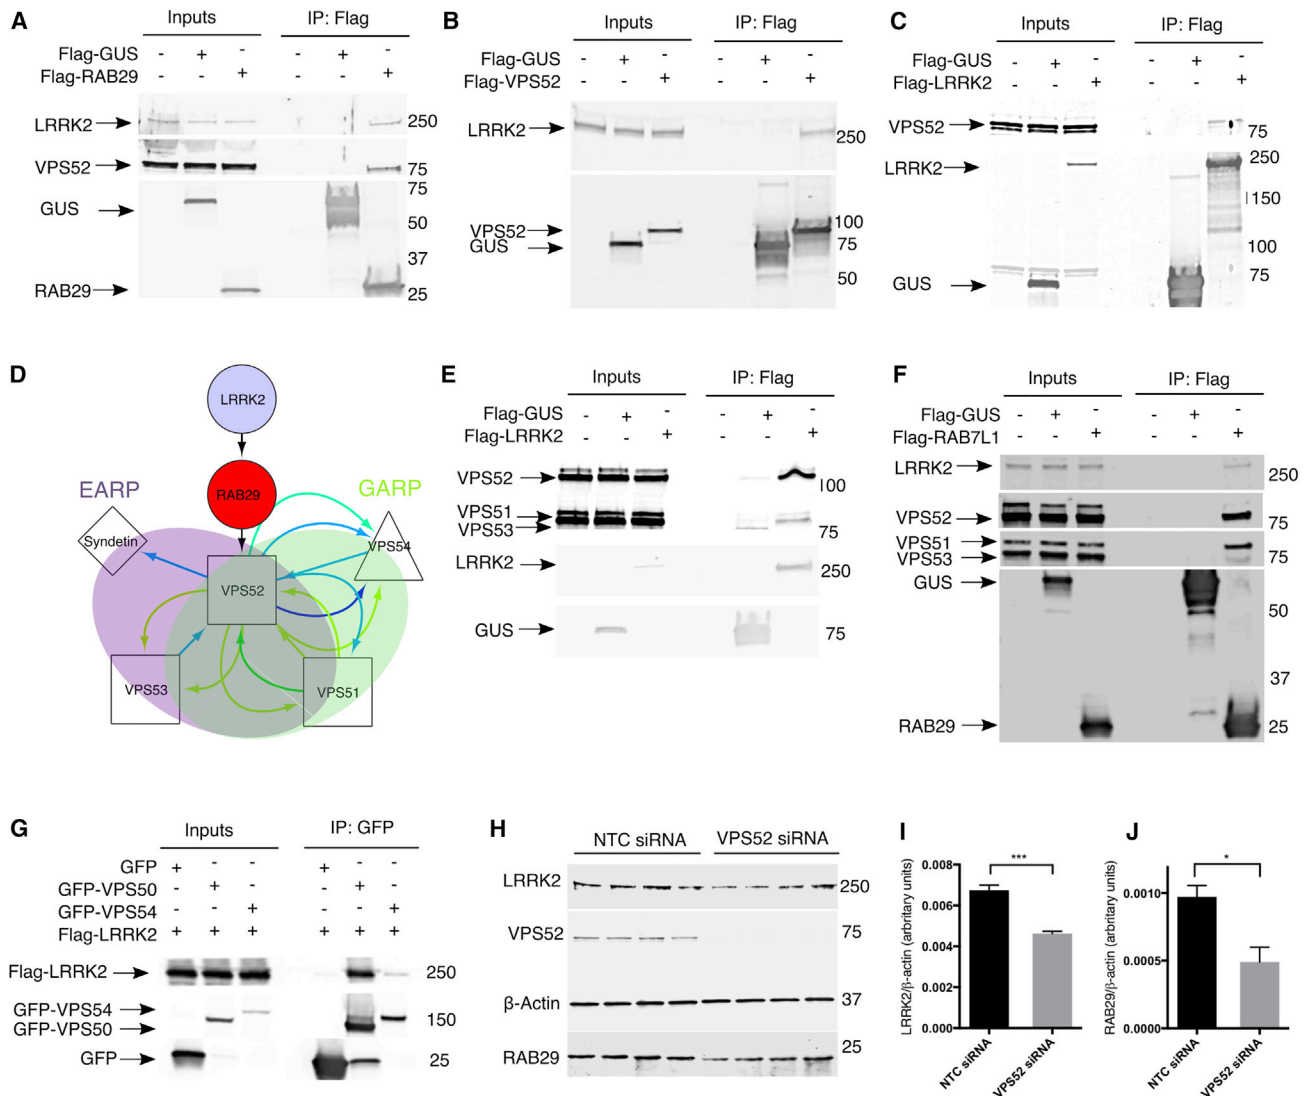 A
Inputs IP: Flag
Flag-GUS - + - - + -
Flag-RAB29 - - + - - +
LRRK2 250
VPS52 75
75
GUS 50
37
RAB29 25
B
Inputs IP: Flag
Flag-GUS - + - - + -
Flag-VPS52 - - + - - +
LRRK2 250
VPS52 100
GUS 75
50
C
Inputs IP: Flag
Flag-GUS - + - - + -
Flag-LRRK2 - - + - - +
VPS52 75
LRRK2 250
150
100
75
GUS
D
LRRK2
RAB29
EARP GARP
Syndetin VPS54
VPS52
VPS53 VPS51
E
Inputs IP: Flag
Flag-GUS - + - - + -
Flag-LRRK2 - - + - - +
VPS52 100
VPS51
VPS53 75
LRRK2 250
GUS 75
F
Inputs IP: Flag
Flag-GUS - + - - + -
Flag-RAB7L1 - - + - - +
LRRK2 250
VPS52 75
VPS51
VPS53 75
GUS
50
37
RAB29 25
G
Inputs IP: GFP
GFP + - - + - -
GFP-VPS50 - + - - + -
GFP-VPS54 - - + - - +
Flag-LRRK2 + + + + + +
Flag-LRRK2 250
GFP-VPS54
GFP-VPS50 150
GFP 25
H
NTC siRNA VPS52 siRNA
LRRK2 250
VPS52 75
β-Actin 37
RAB29 25
I
LRRK2/β-actin (arbritary units)
0.008
0.006
0.004
0.002
0.000
***
NTC siRNA
VPS52 siRNA
J
RAB29/β-actin (arbritary units)
0.0010
0.0005
0.0000
*
NTC siRNA
VPS52 siRNA